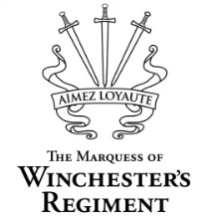 AIMEZ LOYAUTE
The Marquess of
Winchester's
Regiment